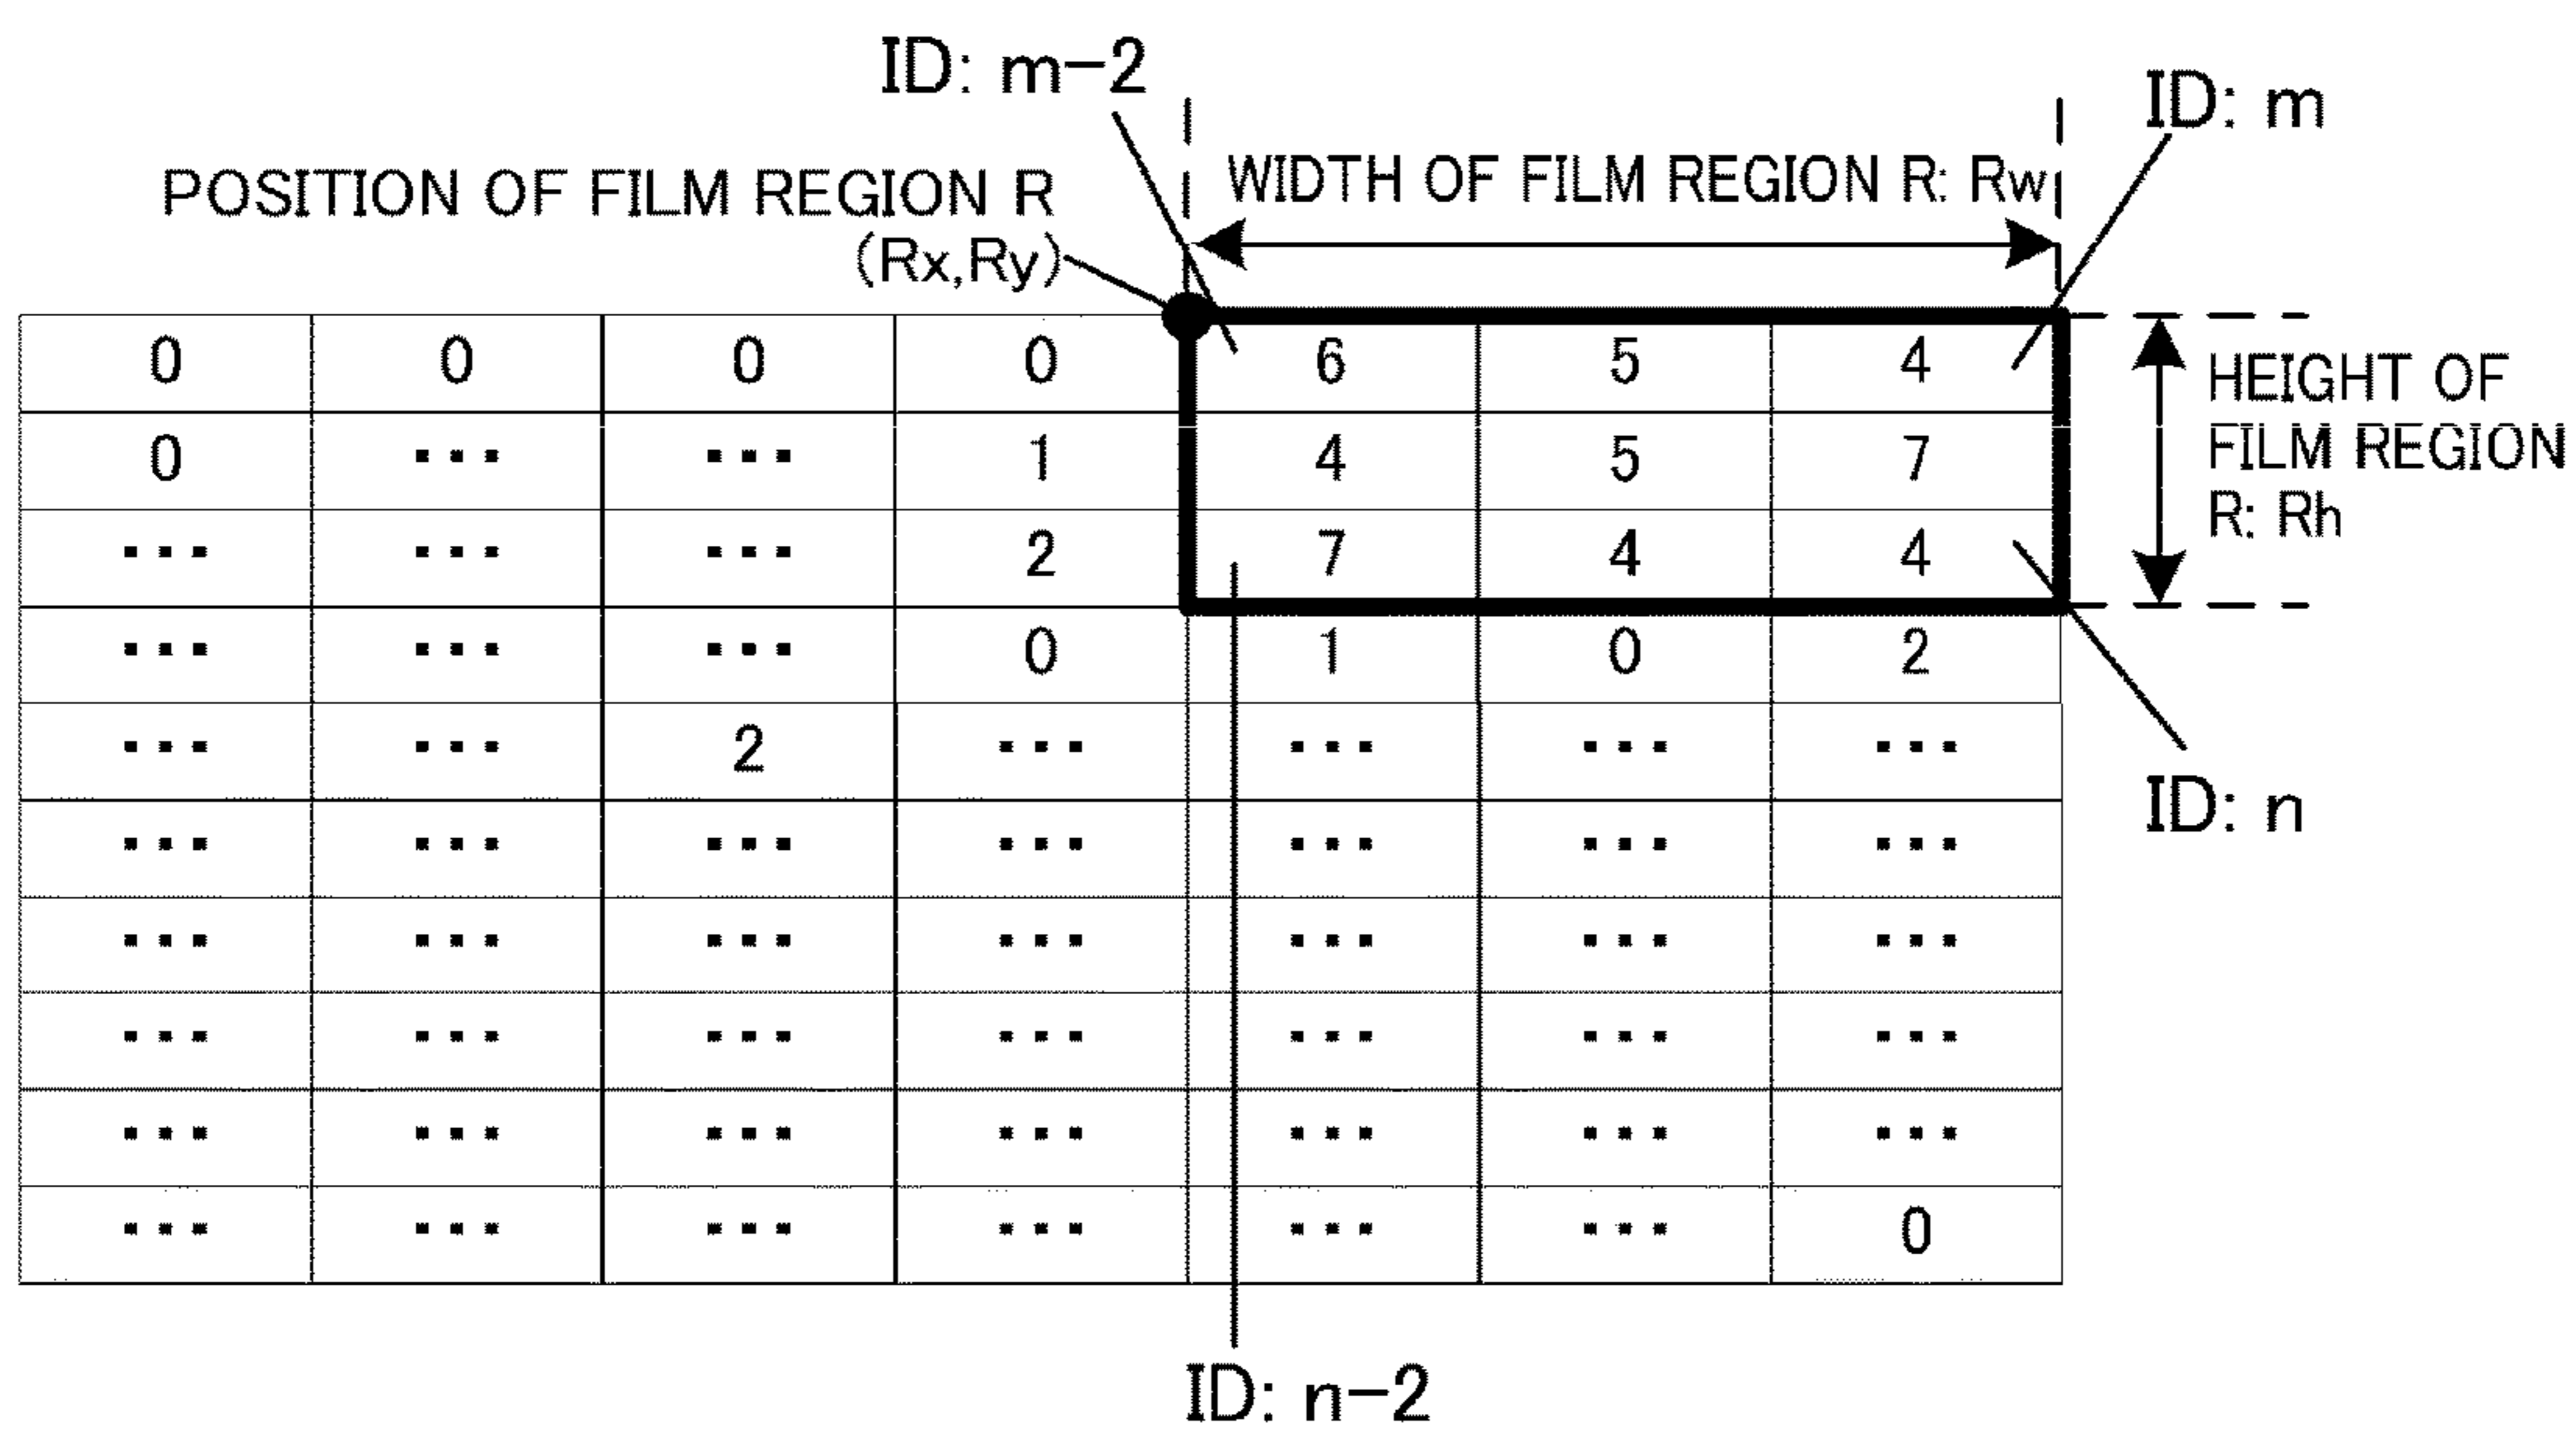 ID: m-2
ID: m
POSITION OF FILM REGION R
(Rx,Ry)
WIDTH OF FILM REGION R: Rw
HEIGHT OF
FILM REGION
R: Rh
0 0 0 0 6 5 4
0 ... ... 1 4 5 7
... ... ... 2 7 4 4
... ... ... 0 1 0 2
... ... 2 ... ... ... ...
... ... ... ... ... ... ...
... ... ... ... ... ... ...
... ... ... ... ... ... ...
... ... ... ... ... ... ...
... ... ... ... ... ... 0
ID: n
ID: n-2